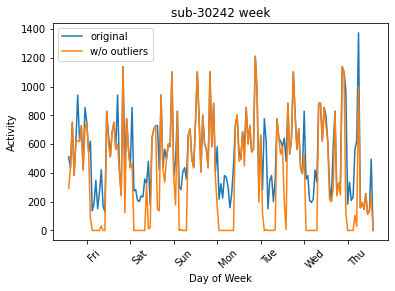 sub-30242 week
original
w/o outliers
Activity
1400
1200
1000
800
600
400
200
0
Fri
Sat
Sun
Mon
Tue
Wed
Thu
Day of Week